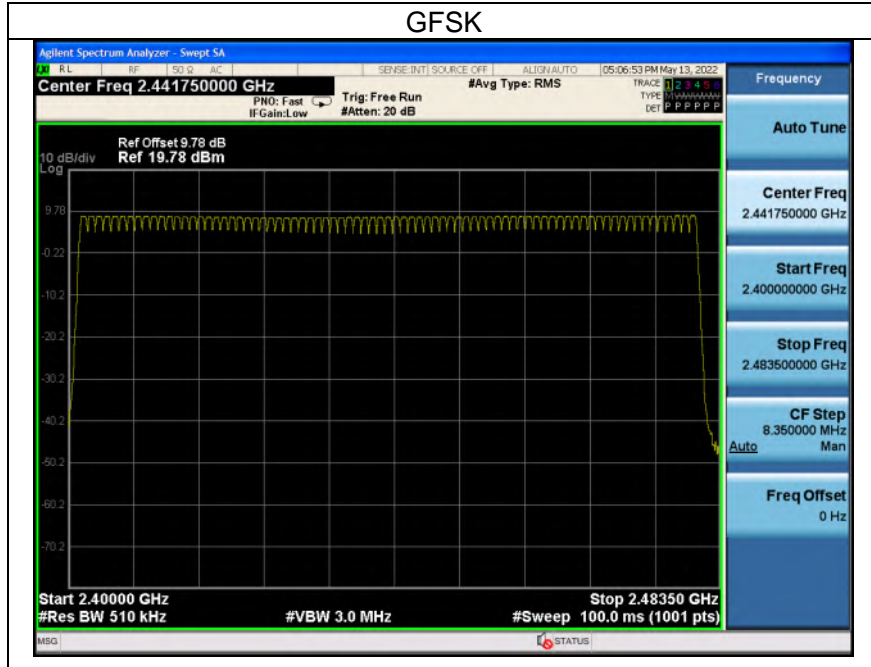 GFSK
Agilent Spectrum Analyzer - Swept SA
RL RF 50 Ω AC SENSE:INT SOURCE OFF ALIGNAUTO 05:06:53 PM May 13, 2022
Center Freq 2.441750000 GHz #Avg Type: RMS TRACE 1 2 3 4 5 6
PNO: Fast Trig: Free Run TYPE
IFGain:Low #Atten: 20 dB DET P P P P P P
Frequency
Auto Tune
Ref Offset 9.78 dB
10 dB/div Ref 19.78 dBm
Log
9.78
-0.22
-10.2
-20.2
-30.2
-40.2
-50.2
-60.2
-70.2
Center Freq
2.441750000 GHz
Start Freq
2.400000000 GHz
Stop Freq
2.483500000 GHz
CF Step
8.350000 MHz
Auto Man
Freq Offset
0 Hz
Start 2.40000 GHz Stop 2.48350 GHz
#Res BW 510 kHz #VBW 3.0 MHz #Sweep 100.0 ms (1001 pts)
MSG STATUS